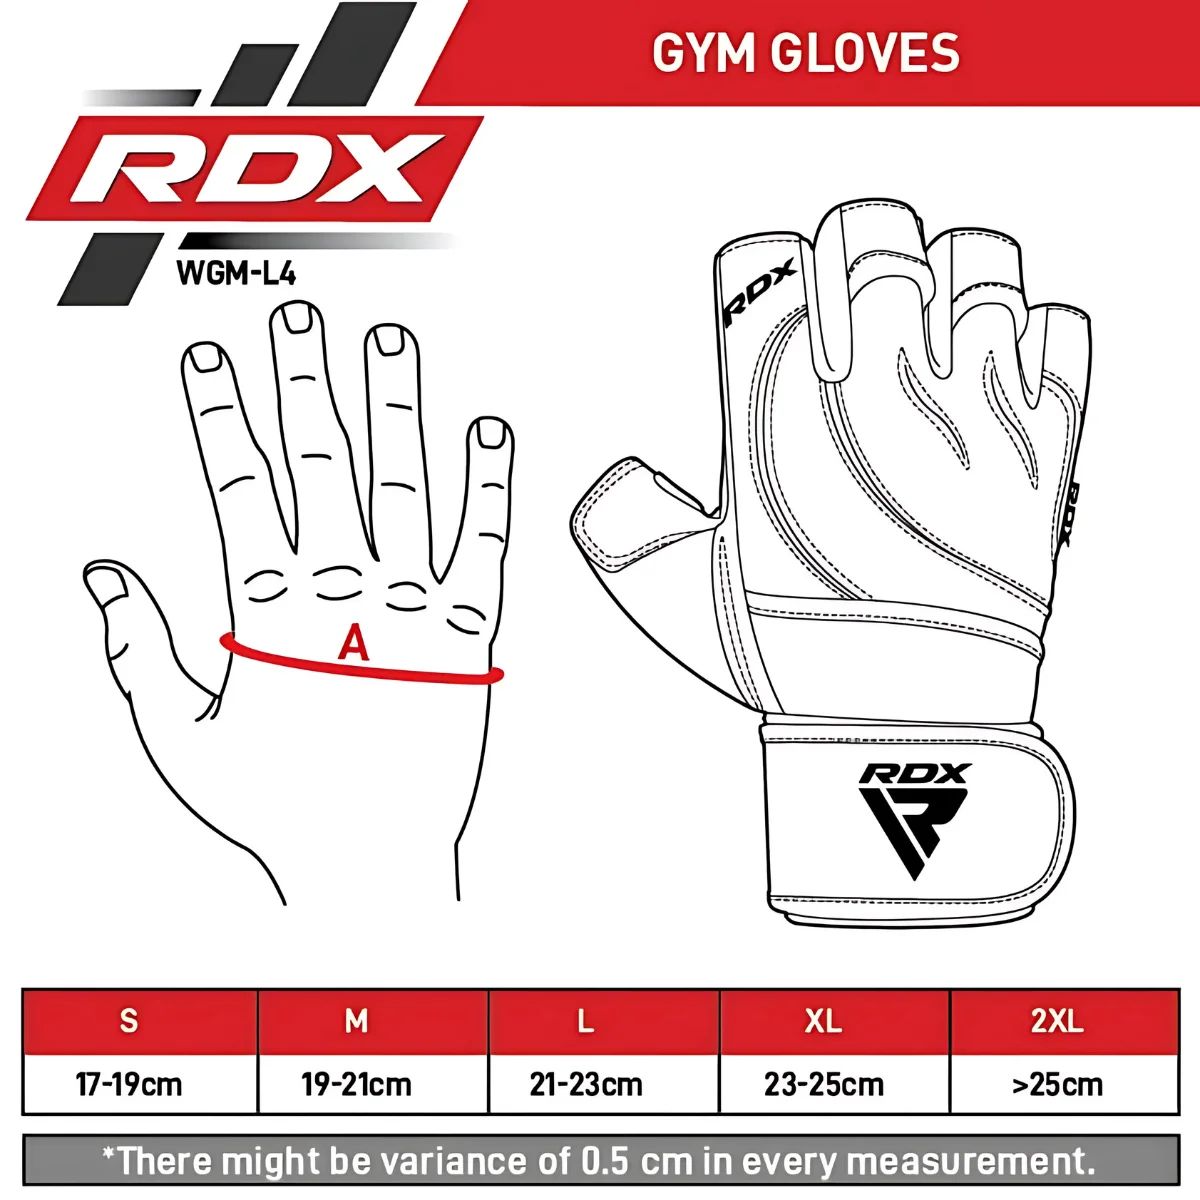 GYM GLOVES
RDX
WGM-L4
RDX
A
RDX
RDX
S M L XL 2XL
17-19cm 19-21cm 21-23cm 23-25cm >25cm
*There might be variance of 0.5 cm in every measurement.